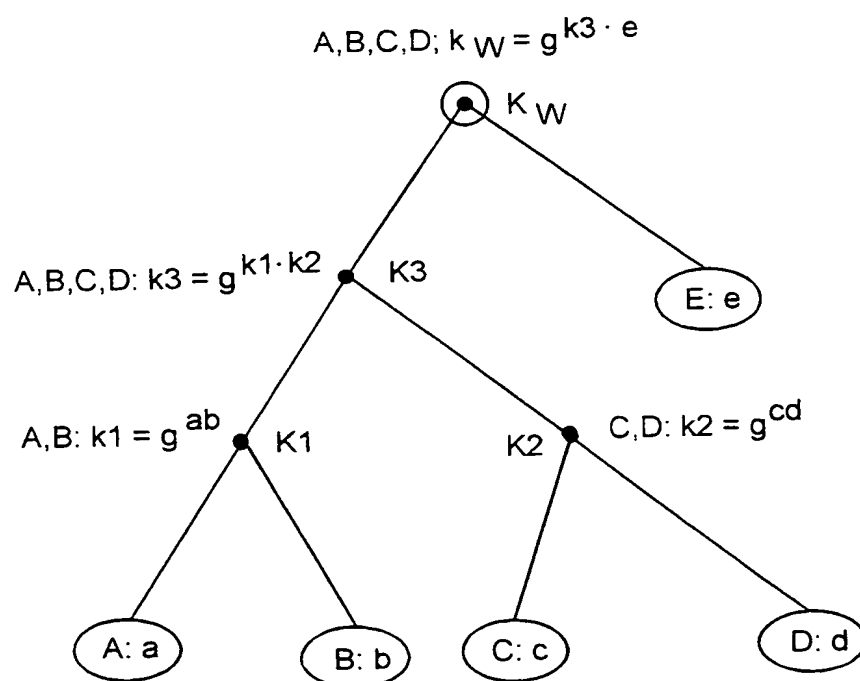 A,B,C,D; k W = g k3 · e
K W
A,B,C,D: k3 = g k1 · k2
K3
E: e
A,B: k1 = g ab
K1
K2
C,D: k2 = g cd
A: a
B: b
C: c
D: d